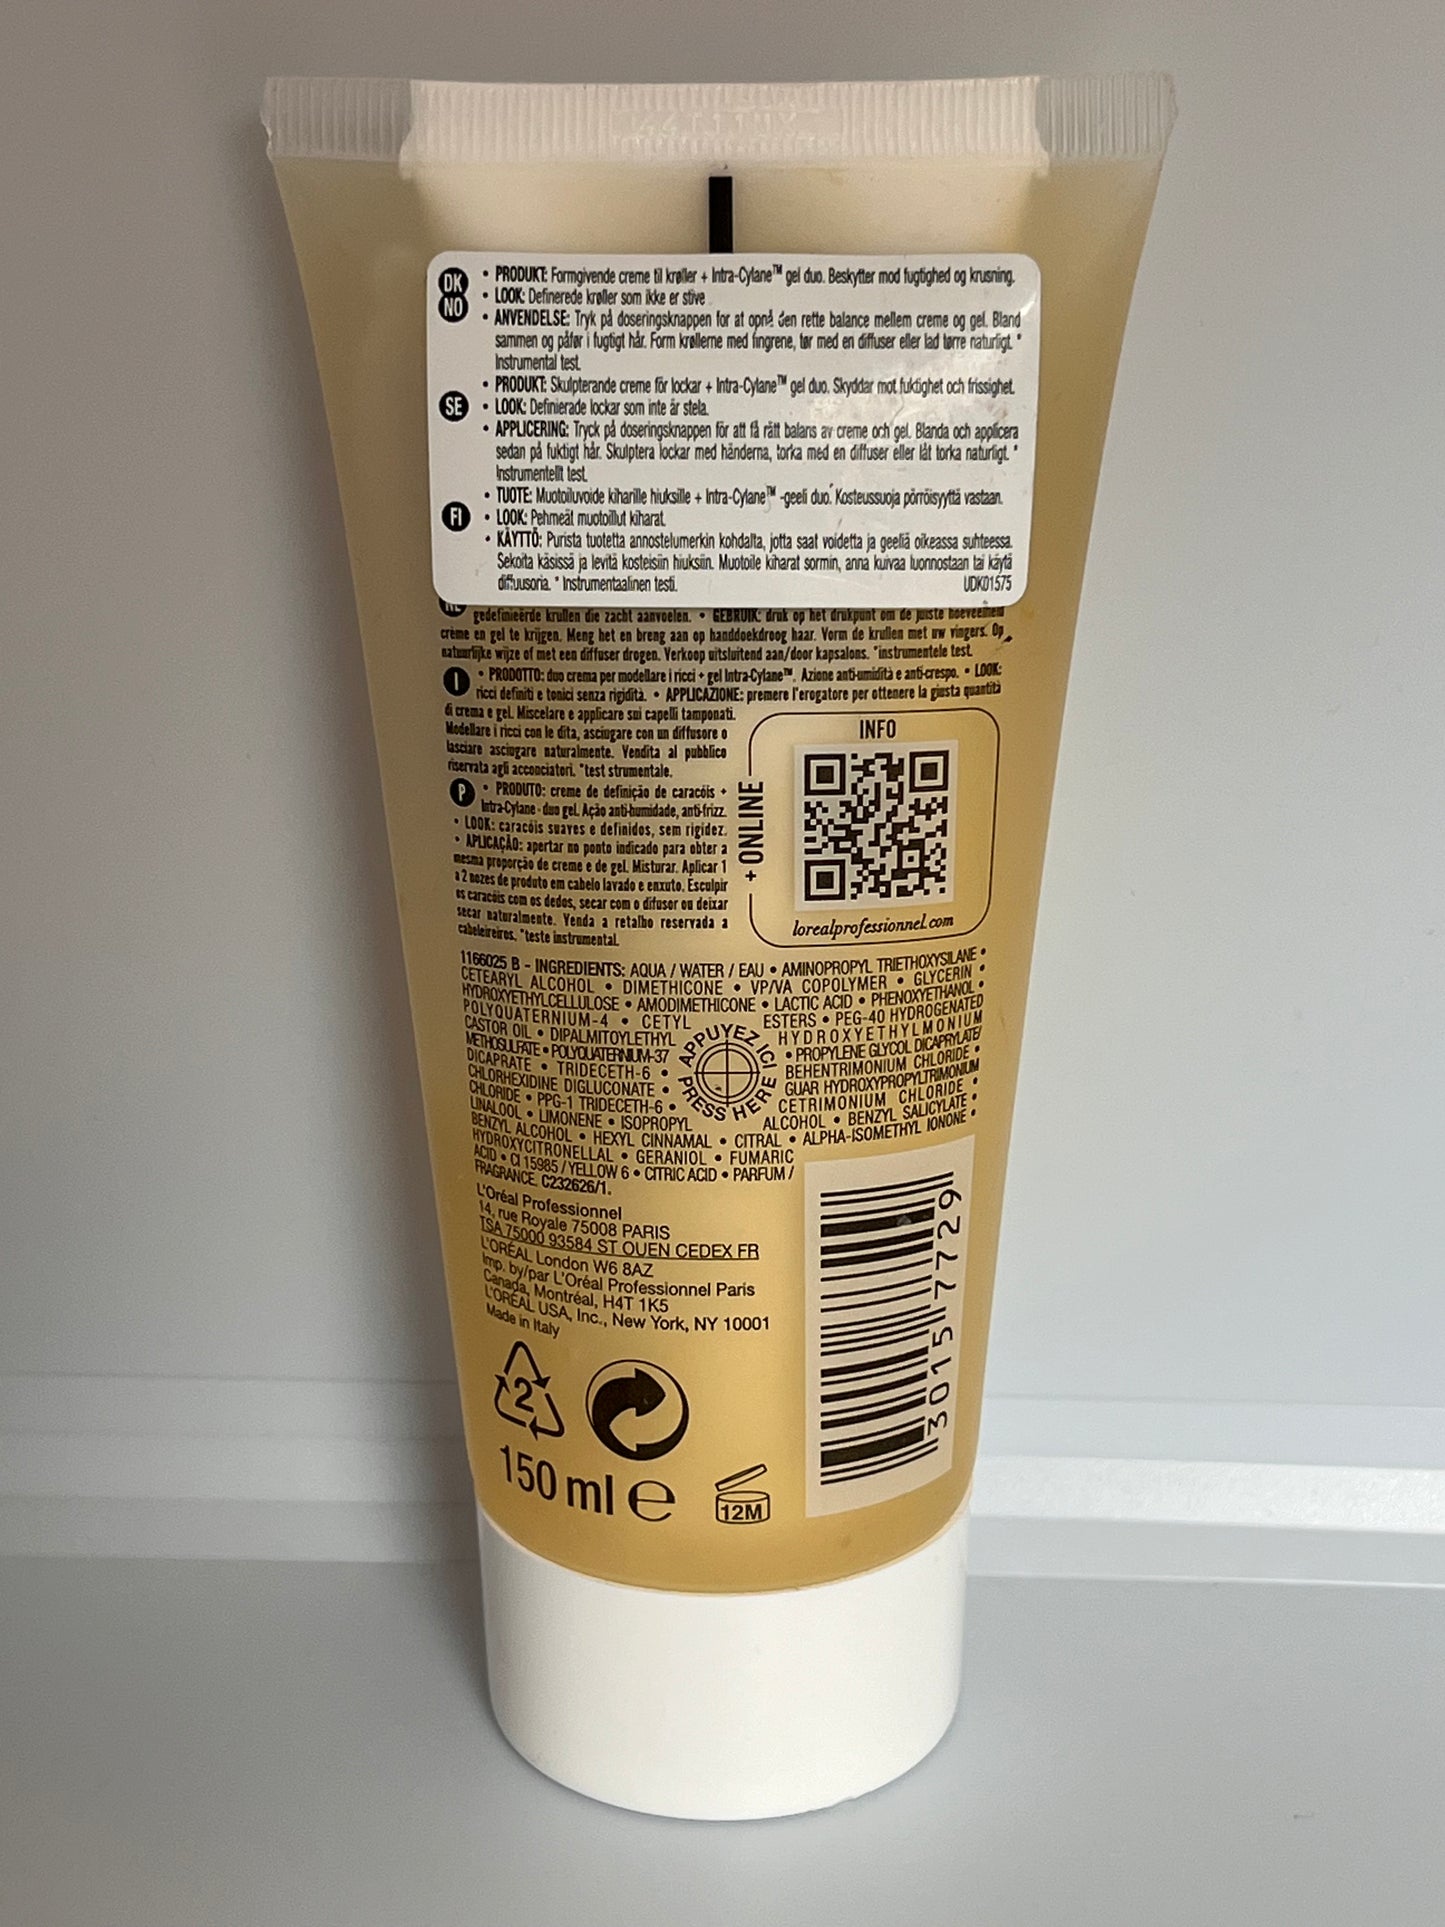 DK
NO
• PRODUKT: Formgivende creme til krøller + Intra-Cylane™ gel duo. Beskytter mod fugtighed og krusning.
• LOOK: Definerede krøller som ikke er stive
• ANVENDELSE: Tryk på doseringsknappen for at opnå den rette balance mellem creme og gel. Bland
sammen og påfør i fugtigt hår. Form krøllerne med fingrene, tør med en diffuser eller lad tørre naturligt. *
Instrumental test.
• PRODUKT: Skulpterande creme för lockar + Intra-Cylane™ gel duo. Skyddar mot fuktighet och frissighet.
SE • LOOK: Definierade lockar som inte är stela.
• APPLICERING: Tryck på doseringsknappen för att få rätt balans av creme och gel. Blanda och applicera
sedan på fuktigt hår. Skulptera lockar med händerna, torka med en diffuser eller låt torka naturligt. *
Instrumentellt test.
• TUOTE: Muotoiluvoide kiharille hiuksille + Intra-Cylane™ -geeli duo. Kosteussuoja pörröisyyttä vastaan.
FI • LOOK: Pehmeät muotoillut kiharat.
• KÄYTTÖ: Purista tuotetta annostelumerkin kohdalta, jotta saat voidetta ja geeliä oikeassa suhteessa.
Sekoita käsissä ja levitä kosteisiin hiuksiin. Muotoile kiharat sormin, anna kuivaa luonnostaan tai käytä
diffuusoria. * Instrumentaalinen testi. UDK01575
gedefinieerde krullen die zacht aanvoelen. • GEBRUIK: druk op het drukpunt om de juiste hoeveelheid
crème en gel te krijgen. Meng het en breng aan op handdoekdroog haar. Vorm de krullen met uw vingers. Op
natuurlijke wijze of met een diffuser drogen. Verkoop uitsluitend aan/door kapsalons. *instrumentele test.
I • PRODOTTO: duo crema per modellare i ricci + gel Intra-Cylane™. Azione anti-umidità e anti-crespo. • LOOK:
ricci definiti e tonici senza rigidità. • APPLICAZIONE: premere l'erogatore per ottenere la giusta quantità
di crema e gel. Miscelare e applicare sui capelli tamponati.
Modellare i ricci con le dita, asciugare con un diffusore o
lasciare asciugare naturalmente. Vendita al pubblico
riservata agli acconciatori. *test strumentale.
P • PRODUTO: creme de definição de caracóis +
Intra-Cylane - duo gel. Ação anti-humidade, anti-frizz.
• LOOK: caracóis suaves e definidos, sem rigidez.
• APLICAÇÃO: apertar no ponto indicado para obter a
mesma proporção de creme e de gel. Misturar. Aplicar 1
a 2 nozes de produto em cabelo lavado e enxuto. Esculpir
os caracóis com os dedos, secar com o difusor ou deixar
secar naturalmente. Venda a retalho reservada a
cabeleireiros. *teste instrumental.
INFO
+ ONLINE
lorealprofessionnel.com
1166025 B - INGREDIENTS: AQUA / WATER / EAU • AMINOPROPYL TRIETHOXYSILANE •
CETEARYL ALCOHOL • DIMETHICONE • VP/VA COPOLYMER • GLYCERIN •
HYDROXYETHYLCELLULOSE • AMODIMETHICONE • LACTIC ACID • PHENOXYETHANOL •
POLYQUATERNIUM-4 • CETYL ESTERS • PEG-40 HYDROGENATED
CASTOR OIL • DIPALMITOYLETHYL HYDROXYETHYLMONIUM
METHOSULFATE • POLYQUATERNIUM-37 • PROPYLENE GLYCOL DICAPRYLATE/
DICAPRATE • TRIDECETH-6 • BEHENTRIMONIUM CHLORIDE •
CHLORHEXIDINE DIGLUCONATE • GUAR HYDROXYPROPYLTRIMONIUM
CHLORIDE • PPG-1 TRIDECETH-6 • CETRIMONIUM CHLORIDE •
LINALOOL • LIMONENE • ISOPROPYL ALCOHOL • BENZYL SALICYLATE •
BENZYL ALCOHOL • HEXYL CINNAMAL • CITRAL • ALPHA-ISOMETHYL IONONE •
HYDROXYCITRONELLAL • GERANIOL • FUMARIC
ACID • CI 15985 / YELLOW 6 • CITRIC ACID • PARFUM /
FRAGRANCE. C232626/1.
APPUYEZ ICI
PRESS HERE
L'Oréal Professionnel
14, rue Royale 75008 PARIS
TSA 75000 93584 ST OUEN CEDEX FR
L'ORÉAL London W6 8AZ
Imp. by/par L'Oréal Professionnel Paris
Canada, Montréal, H4T 1K5
L'ORÉAL USA, Inc., New York, NY 10001
Made in Italy
2
150 ml e
12M
3015 7729